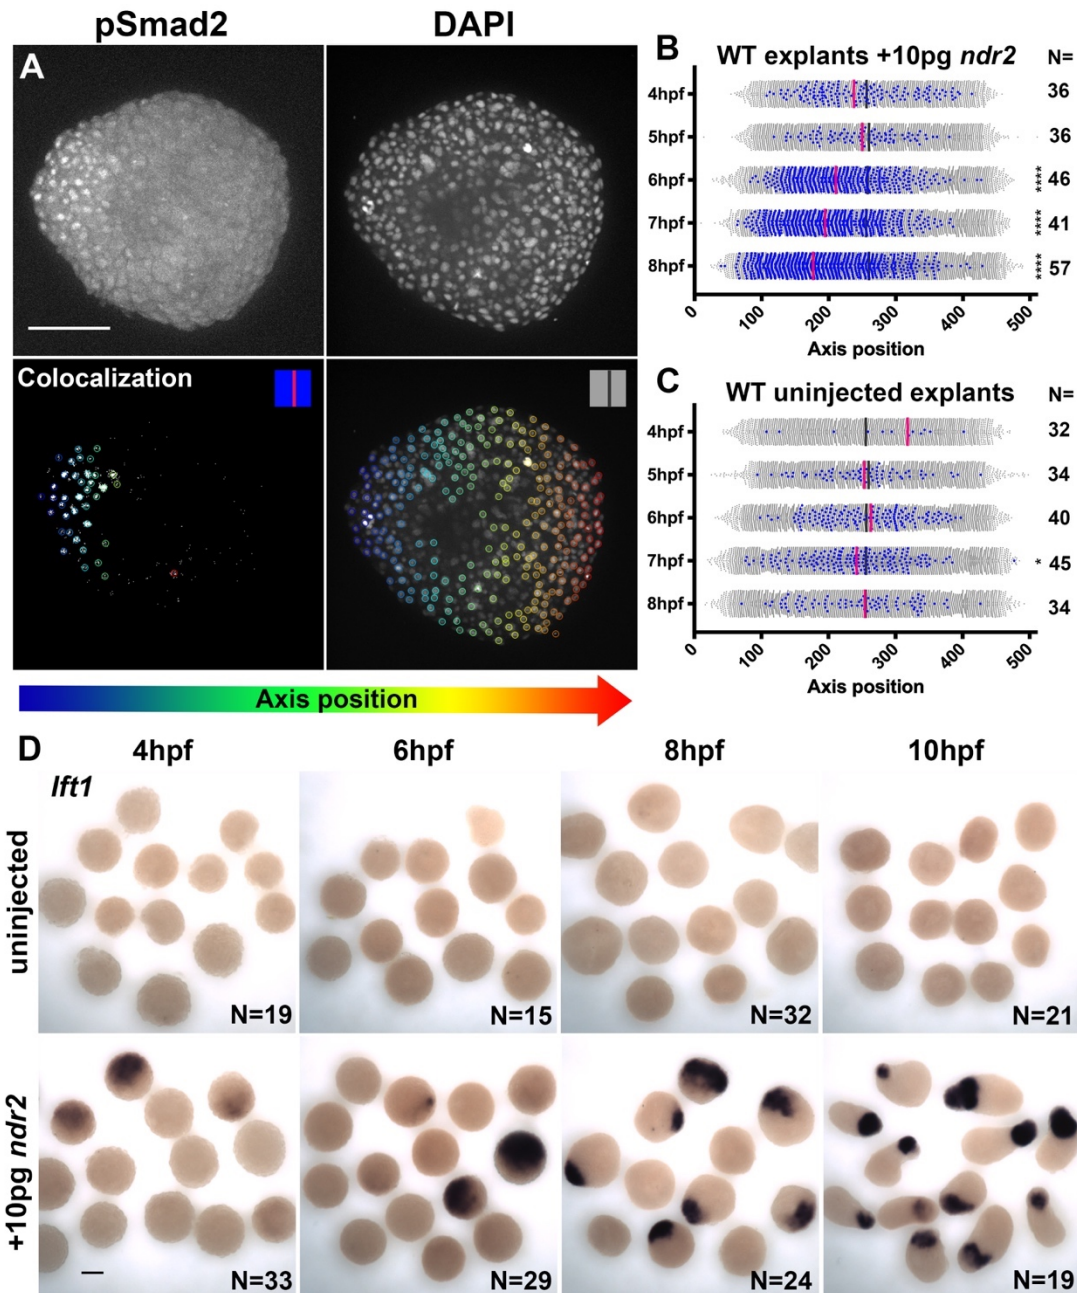 pSmad2
DAPI
A
Colocalization
Axis position
B
WT explants +10pg ndr2
N=
4hpf
36
5hpf
36
6hpf
****
46
7hpf
****
41
8hpf
****
57
0
100
200
300
400
500
Axis position
C
WT uninjected explants
N=
4hpf
32
5hpf
34
6hpf
40
7hpf
*
45
8hpf
34
0
100
200
300
400
500
Axis position
D
4hpf
6hpf
8hpf
10hpf
lft1
uninjected
N=19
N=15
N=32
N=21
+10pg ndr2
N=33
N=29
N=24
N=19